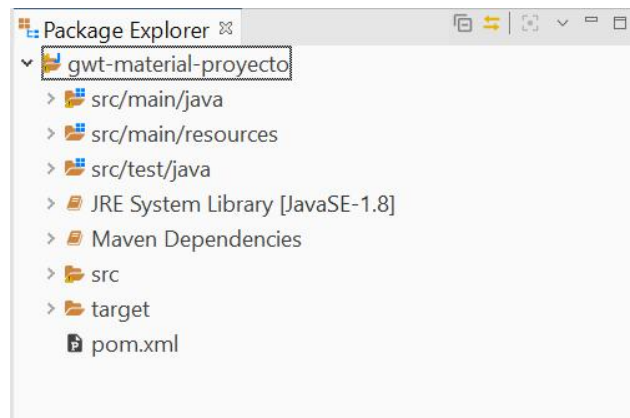 Package Explorer
gwt-material-proyecto
src/main/java
src/main/resources
src/test/java
JRE System Library [JavaSE-1.8]
Maven Dependencies
src
target
pom.xml